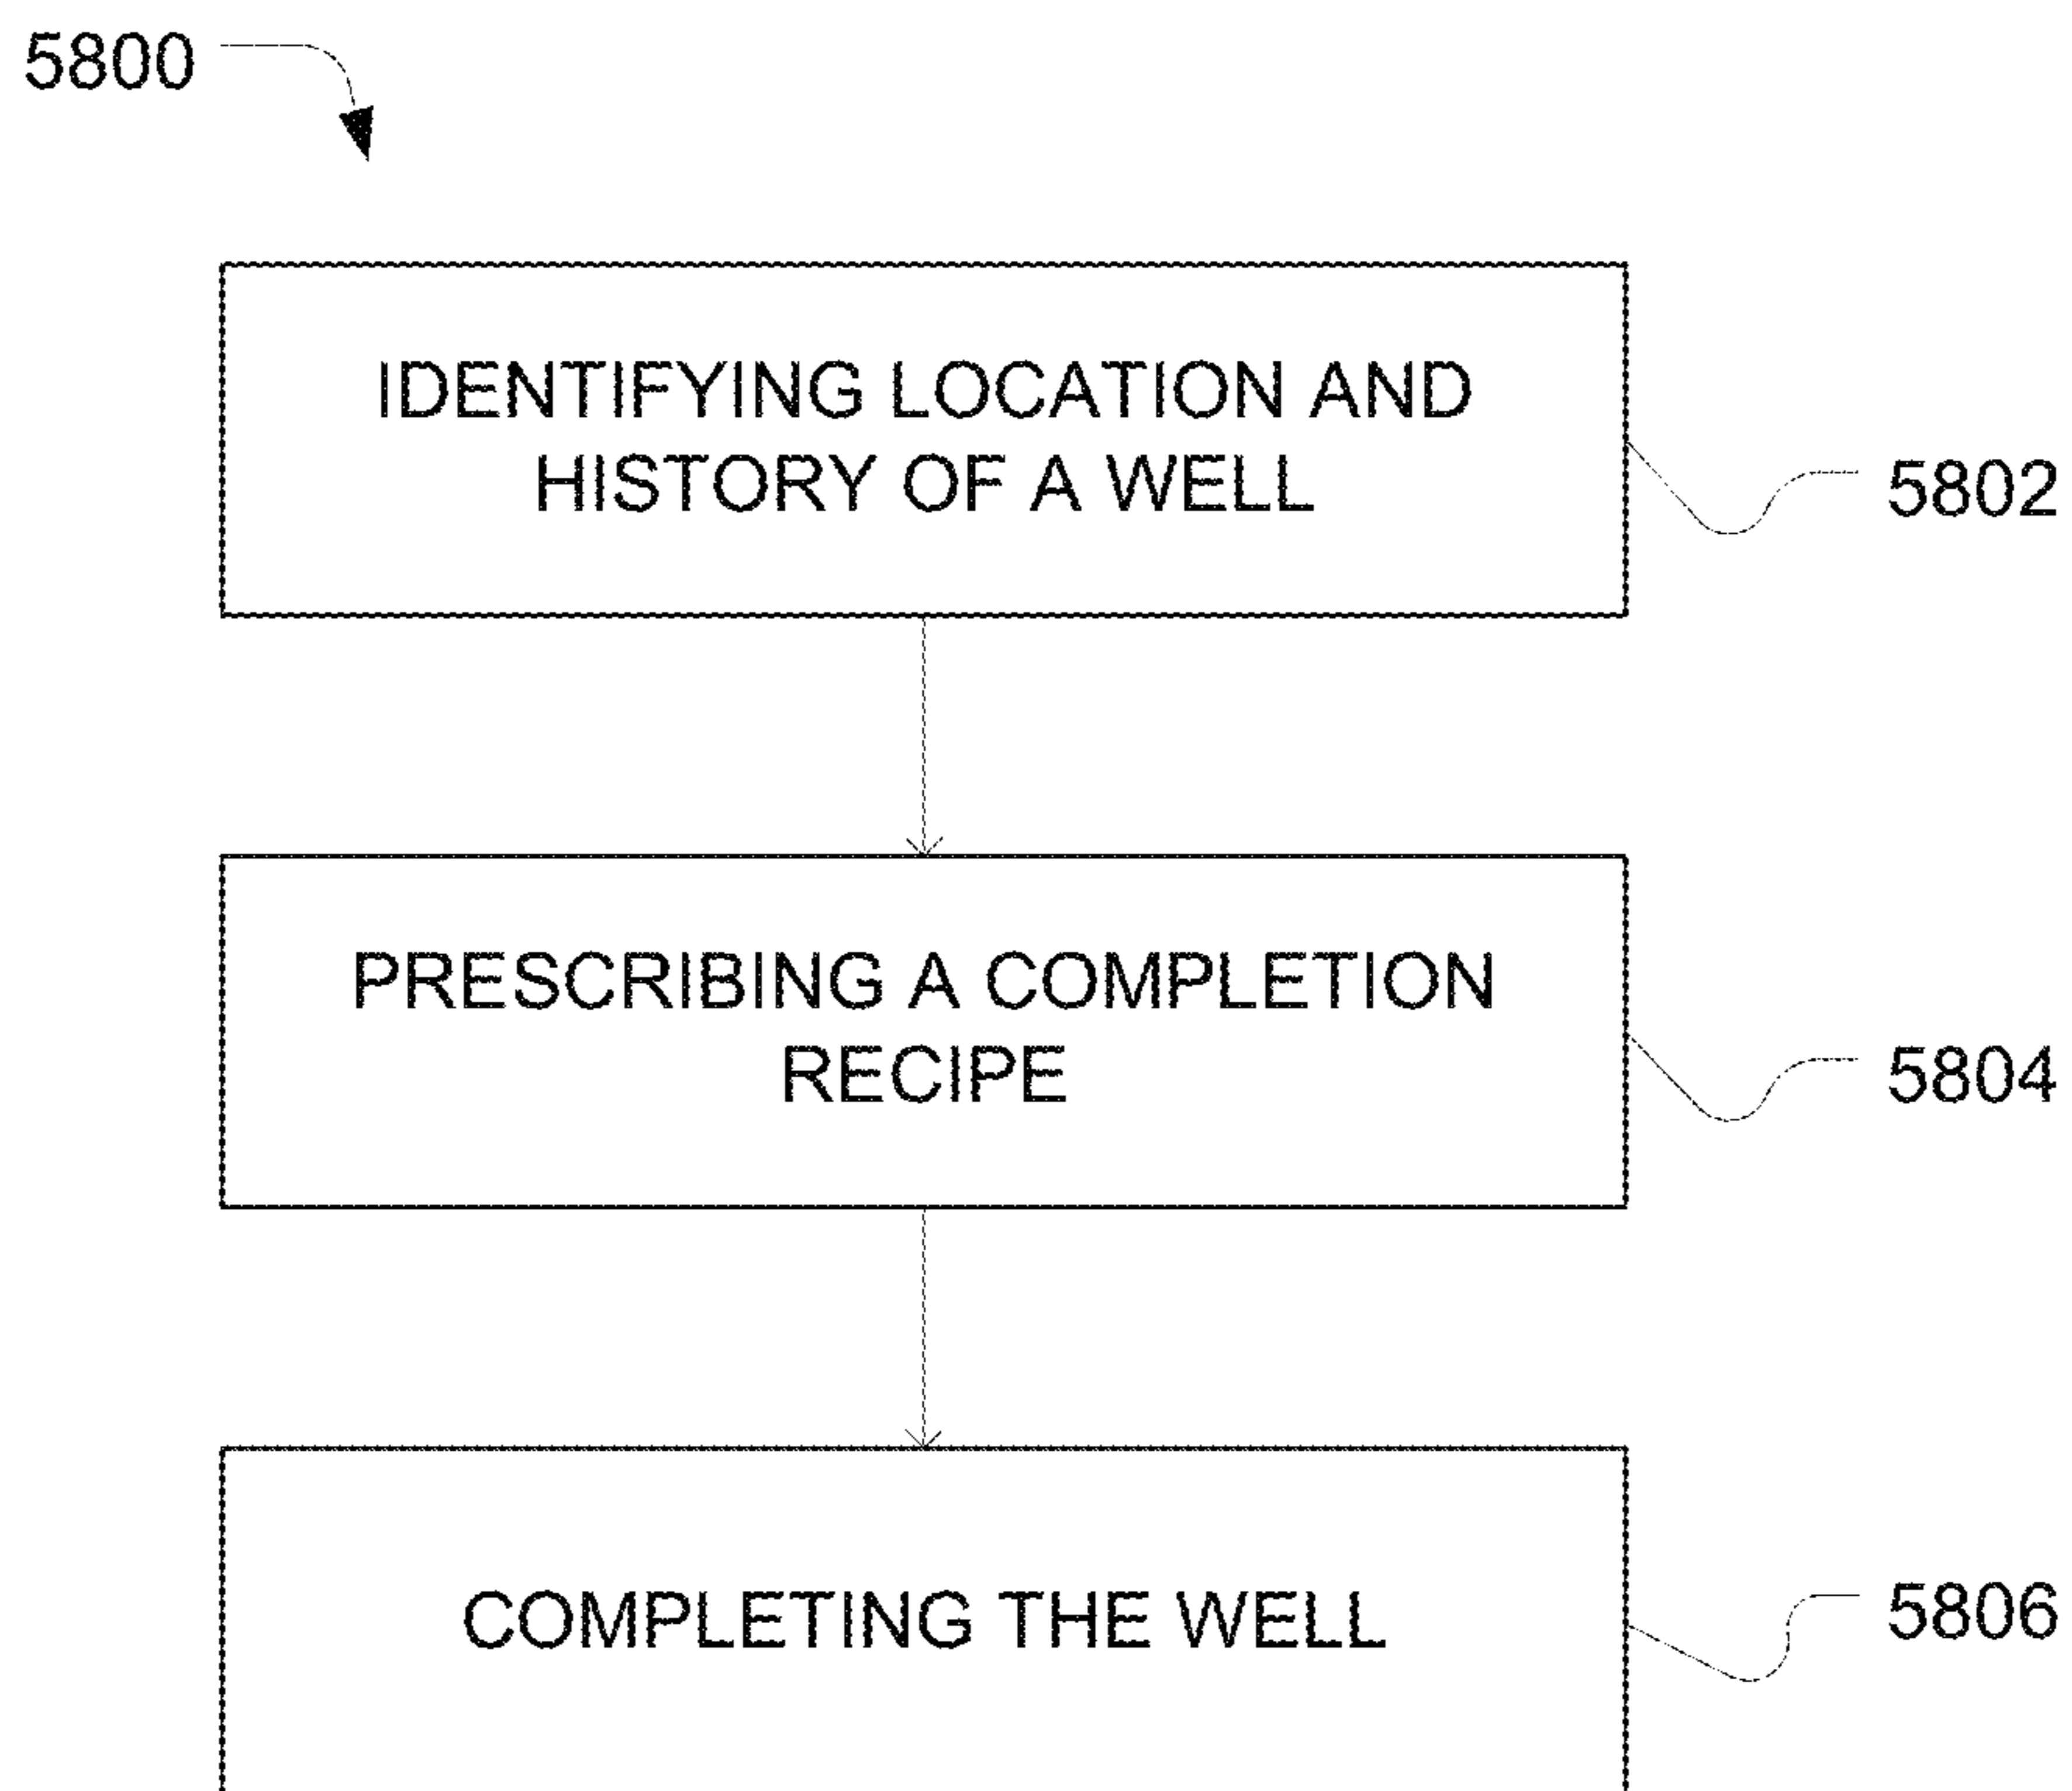 5800
IDENTIFYING LOCATION AND
HISTORY OF A WELL
5802
PRESCRIBING A COMPLETION
RECIPE
5804
COMPLETING THE WELL
5806